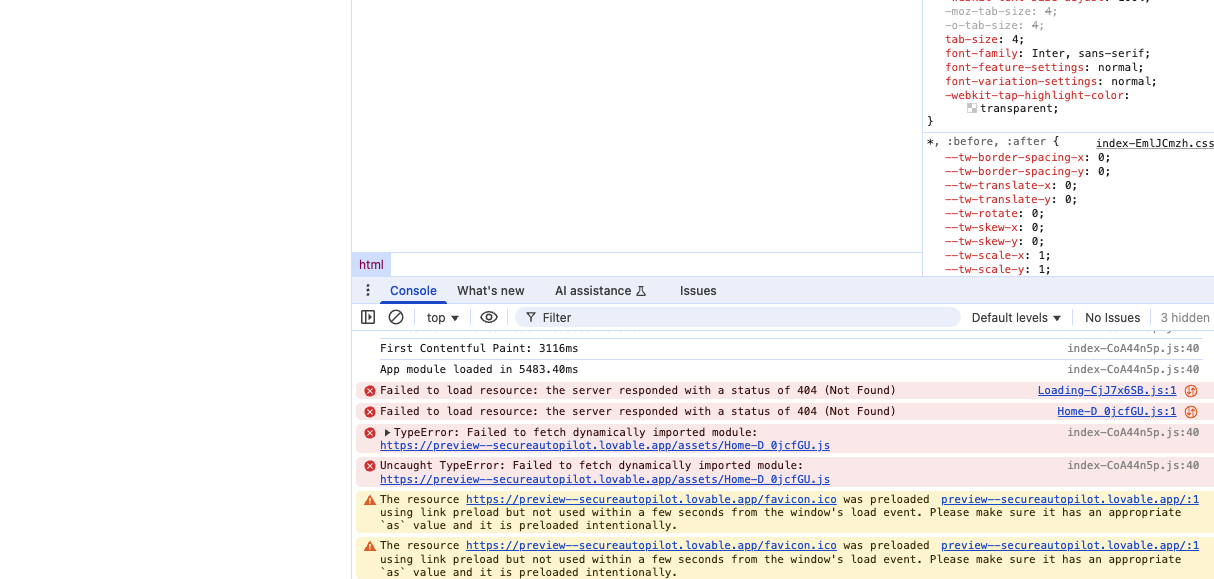 -moz-tab-size: 4;
-o-tab-size: 4;
tab-size: 4;
font-family: Inter, sans-serif;
font-feature-settings: normal;
font-variation-settings: normal;
-webkit-tap-highlight-color:
transparent;
}
*, :before, :after {
index-EmlJCmzh.css
--tw-border-spacing-x: 0;
--tw-border-spacing-y: 0;
--tw-translate-x: 0;
--tw-translate-y: 0;
--tw-rotate: 0;
--tw-skew-x: 0;
--tw-skew-y: 0;
--tw-scale-x: 1;
--tw-scale-y: 1;
html
Console What's new AI assistance Issues
top Filter Default levels No Issues 3 hidden
First Contentful Paint: 3116ms index-CoA44n5p.js:40
App module loaded in 5483.40ms index-CoA44n5p.js:40
Failed to load resource: the server responded with a status of 404 (Not Found) Loading-CjJ7x6SB.js:1
Failed to load resource: the server responded with a status of 404 (Not Found) Home-D_0jcfGU.js:1
TypeError: Failed to fetch dynamically imported module: index-CoA44n5p.js:40
https://preview--secureautopilot.lovable.app/assets/Home-D_0jcfGU.js
Uncaught TypeError: Failed to fetch dynamically imported module: index-CoA44n5p.js:40
https://preview--secureautopilot.lovable.app/assets/Home-D_0jcfGU.js
The resource https://preview--secureautopilot.lovable.app/favicon.ico was preloaded preview--secureautopilot.lovable.app/:1
using link preload but not used within a few seconds from the window's load event. Please make sure it has an appropriate
`as` value and it is preloaded intentionally.
The resource https://preview--secureautopilot.lovable.app/favicon.ico was preloaded preview--secureautopilot.lovable.app/:1
using link preload but not used within a few seconds from the window's load event. Please make sure it has an appropriate
`as` value and it is preloaded intentionally.